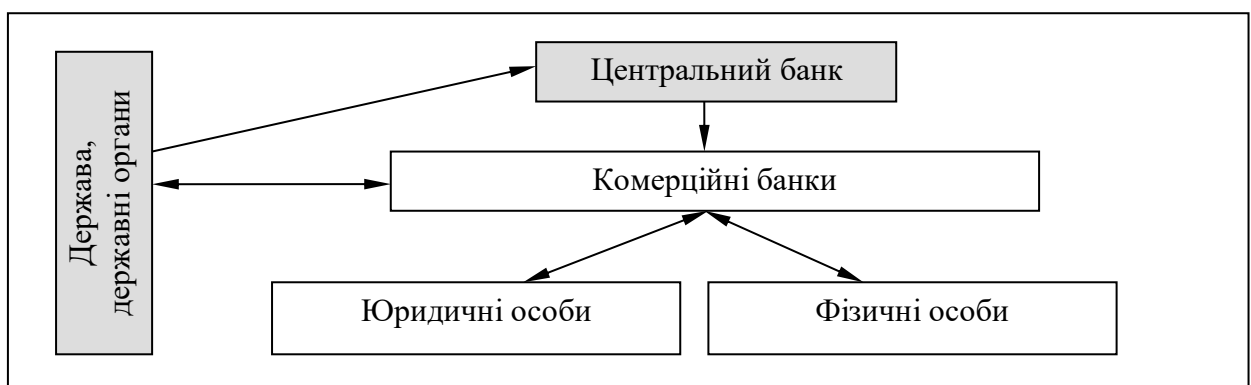 Держава,
державні органи
Центральний банк
Комерційні банки
Юридичні особи
Фізичні особи